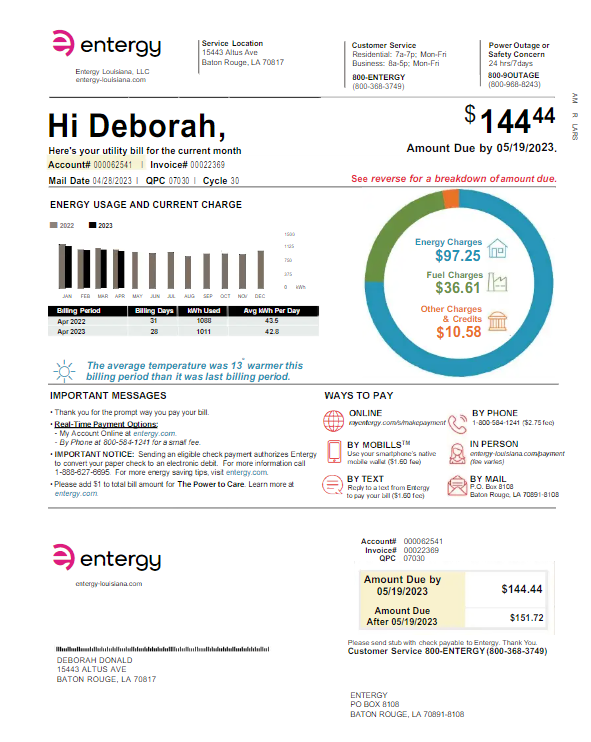 entergy
Entergy Louisiana, LLC
entergy-louisiana.com
Service Location
15443 Altus Ave
Baton Rouge, LA 70817
Customer Service
Residential: 7a-7p; Mon-Fri
Business: 8a-5p; Mon-Fri
800-ENTERGY
(800-368-3749)
Power Outage or
Safety Concern
24 hrs/7days
800-9OUTAGE
(800-968-8243)
AM R LARS
Hi Deborah,
Here's your utility bill for the current month
Account# 000062541 | Invoice# 00022369
Mail Date 04/28/2023 | QPC 07030 | Cycle 30
$144.44
Amount Due by 05/19/2023.
See reverse for a breakdown of amount due.
ENERGY USAGE AND CURRENT CHARGE
2022 2023
1500
1125
750
375
0 kWh
JAN FEB MAR APR MAY JUN JUL AUG SEP OCT NOV DEC
Billing Period Billing Days kWh Used Avg kWh Per Day
Apr 2022 31 1088 43.5
Apr 2023 28 1011 42.8
The average temperature was 13° warmer this
billing period than it was last billing period.
Energy Charges
$97.25
Fuel Charges
$36.61
Other Charges
& Credits
$10.58
IMPORTANT MESSAGES
• Thank you for the prompt way you pay your bill.
• Real-Time Payment Options:
- My Account Online at entergy.com.
- By Phone at 800-584-1241 for a small fee.
• IMPORTANT NOTICE: Sending an eligible check payment authorizes Entergy
to convert your paper check to an electronic debit. For more information call
1-888-627-6695. For more energy saving tips, visit entergy.com.
• Please add $1 to total bill amount for The Power to Care. Learn more at
entergy.com.
WAYS TO PAY
ONLINE
myentergy.com/s/makepayment
BY PHONE
1-800-584-1241 ($2.75 fee)
BY MOBILLS™
Use your smartphone's native
mobile wallet ($1.60 fee)
IN PERSON
entergy-louisiana.com/payment
(fee varies)
BY TEXT
Reply to a text from Entergy
to pay your bill ($1.60 fee)
BY MAIL
P.O. Box 8108
Baton Rouge, LA 70891-8108
entergy
entergy-louisiana.com
Account# 000062541
Invoice# 00022369
QPC 07030
Amount Due by
05/19/2023 $144.44
Amount Due
After 05/19/2023 $151.72
Please send stub with check payable to Entergy. Thank You.
Customer Service 800-ENTERGY (800-368-3749)
DEBORAH DONALD
15443 ALTUS AVE
BATON ROUGE, LA 70817
ENTERGY
PO BOX 8108
BATON ROUGE, LA 70891-8108